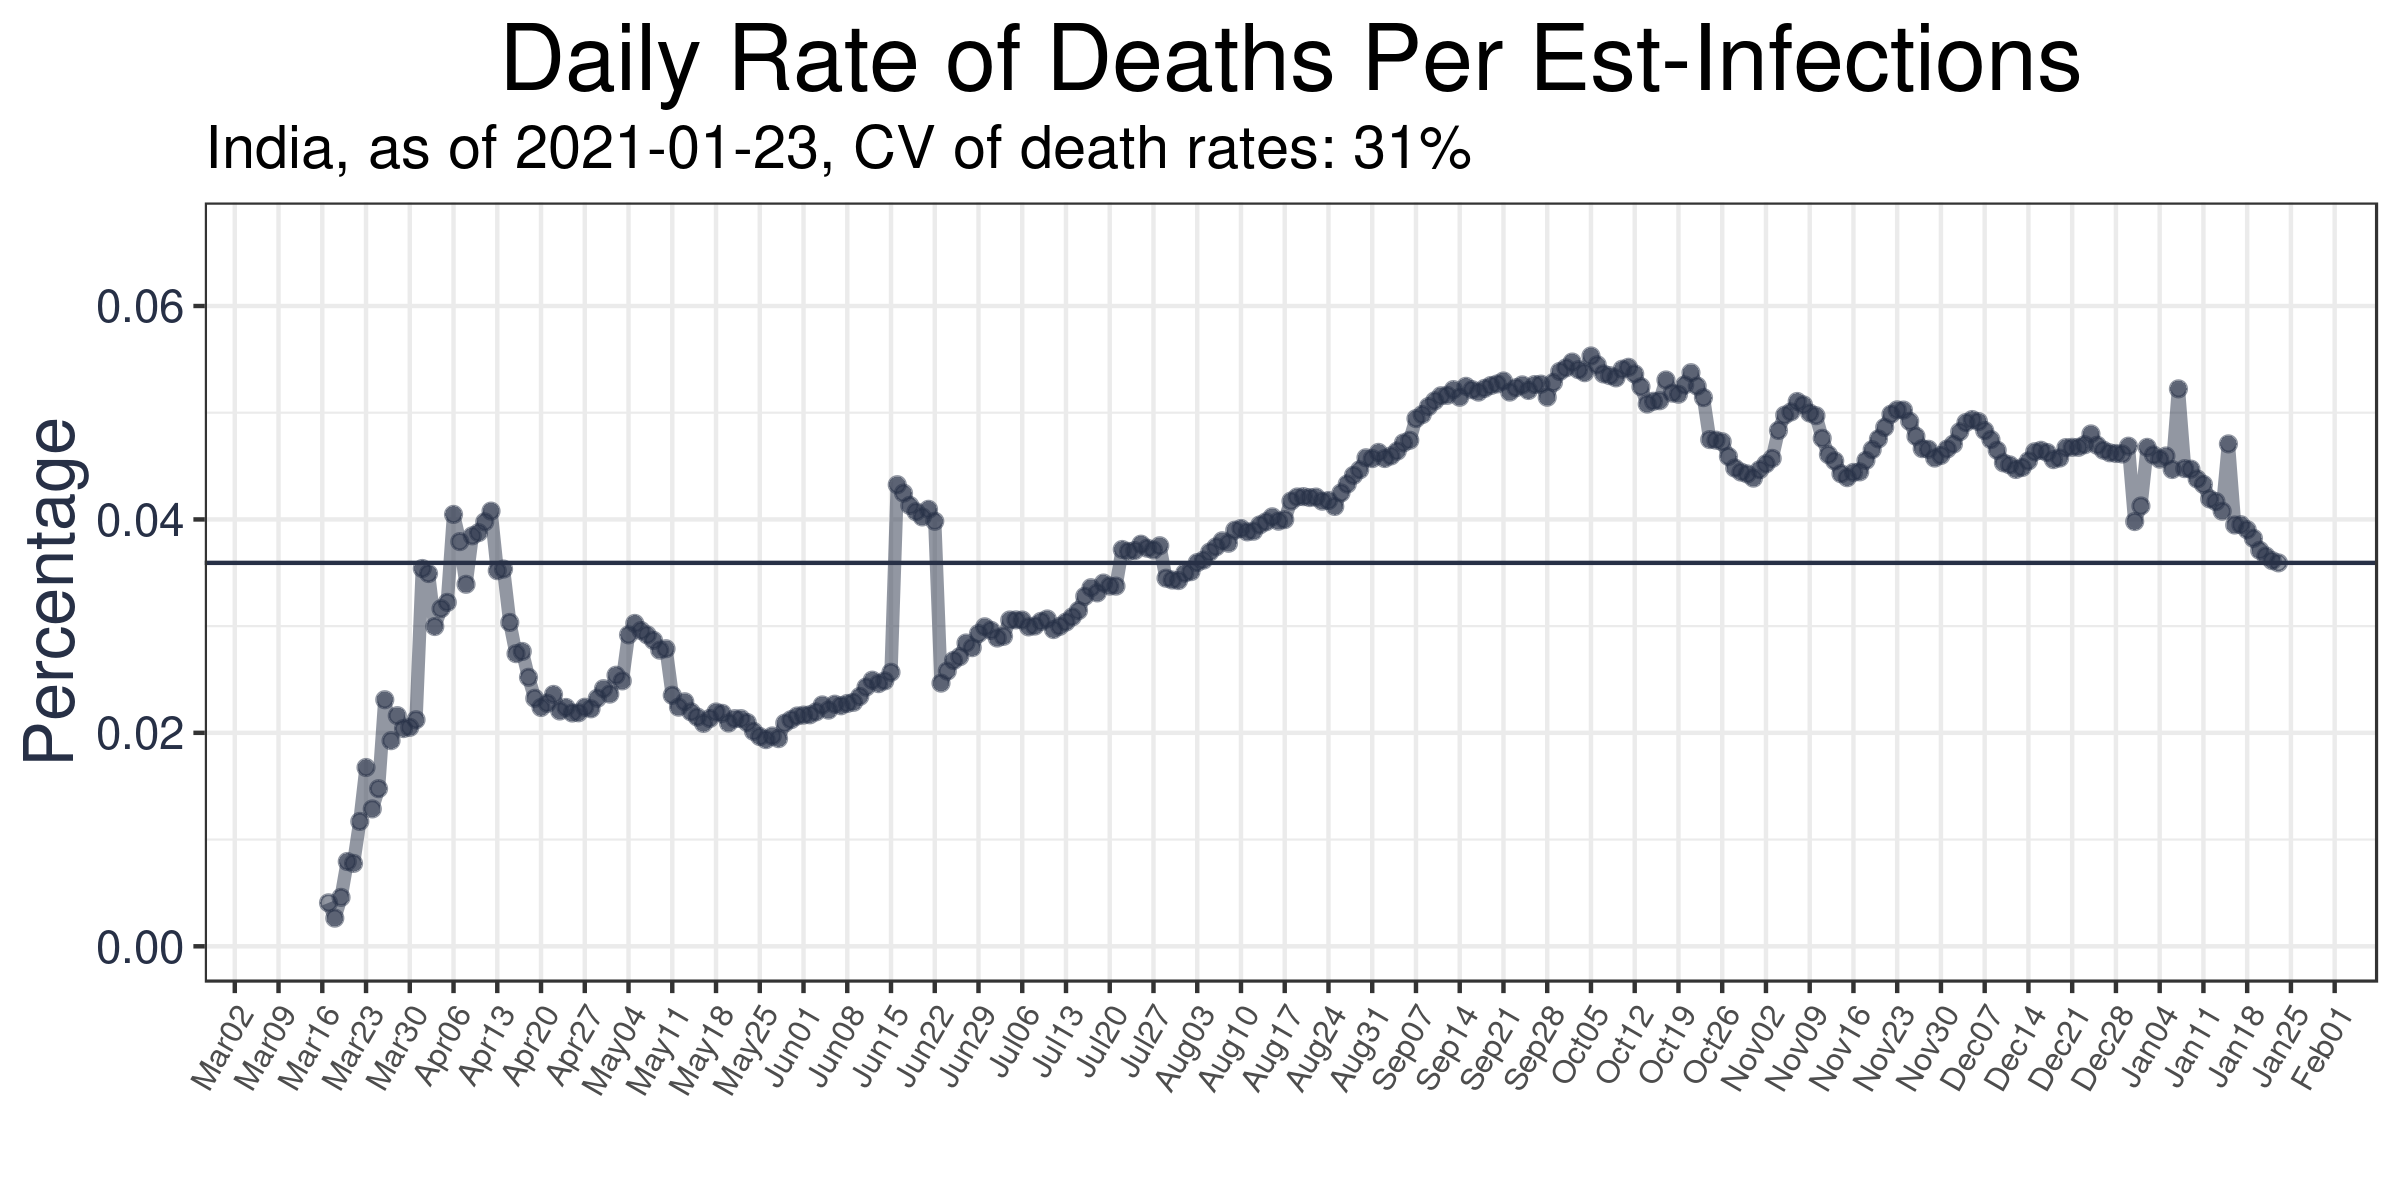 Daily Rate of Deaths Per Est-Infections
India, as of 2021-01-23, CV of death rates: 31%
Percentage
0.06
0.04
0.02
0.00
Mar02
Mar09
Mar16
Mar23
Mar30
Apr06
Apr13
Apr20
Apr27
May04
May11
May18
May25
Jun01
Jun08
Jun15
Jun22
Jun29
Jul06
Jul13
Jul20
Jul27
Aug03
Aug10
Aug17
Aug24
Aug31
Sep07
Sep14
Sep21
Sep28
Oct05
Oct12
Oct19
Oct26
Nov02
Nov09
Nov16
Nov23
Nov30
Dec07
Dec14
Dec21
Dec28
Jan04
Jan11
Jan18
Jan25
Feb01